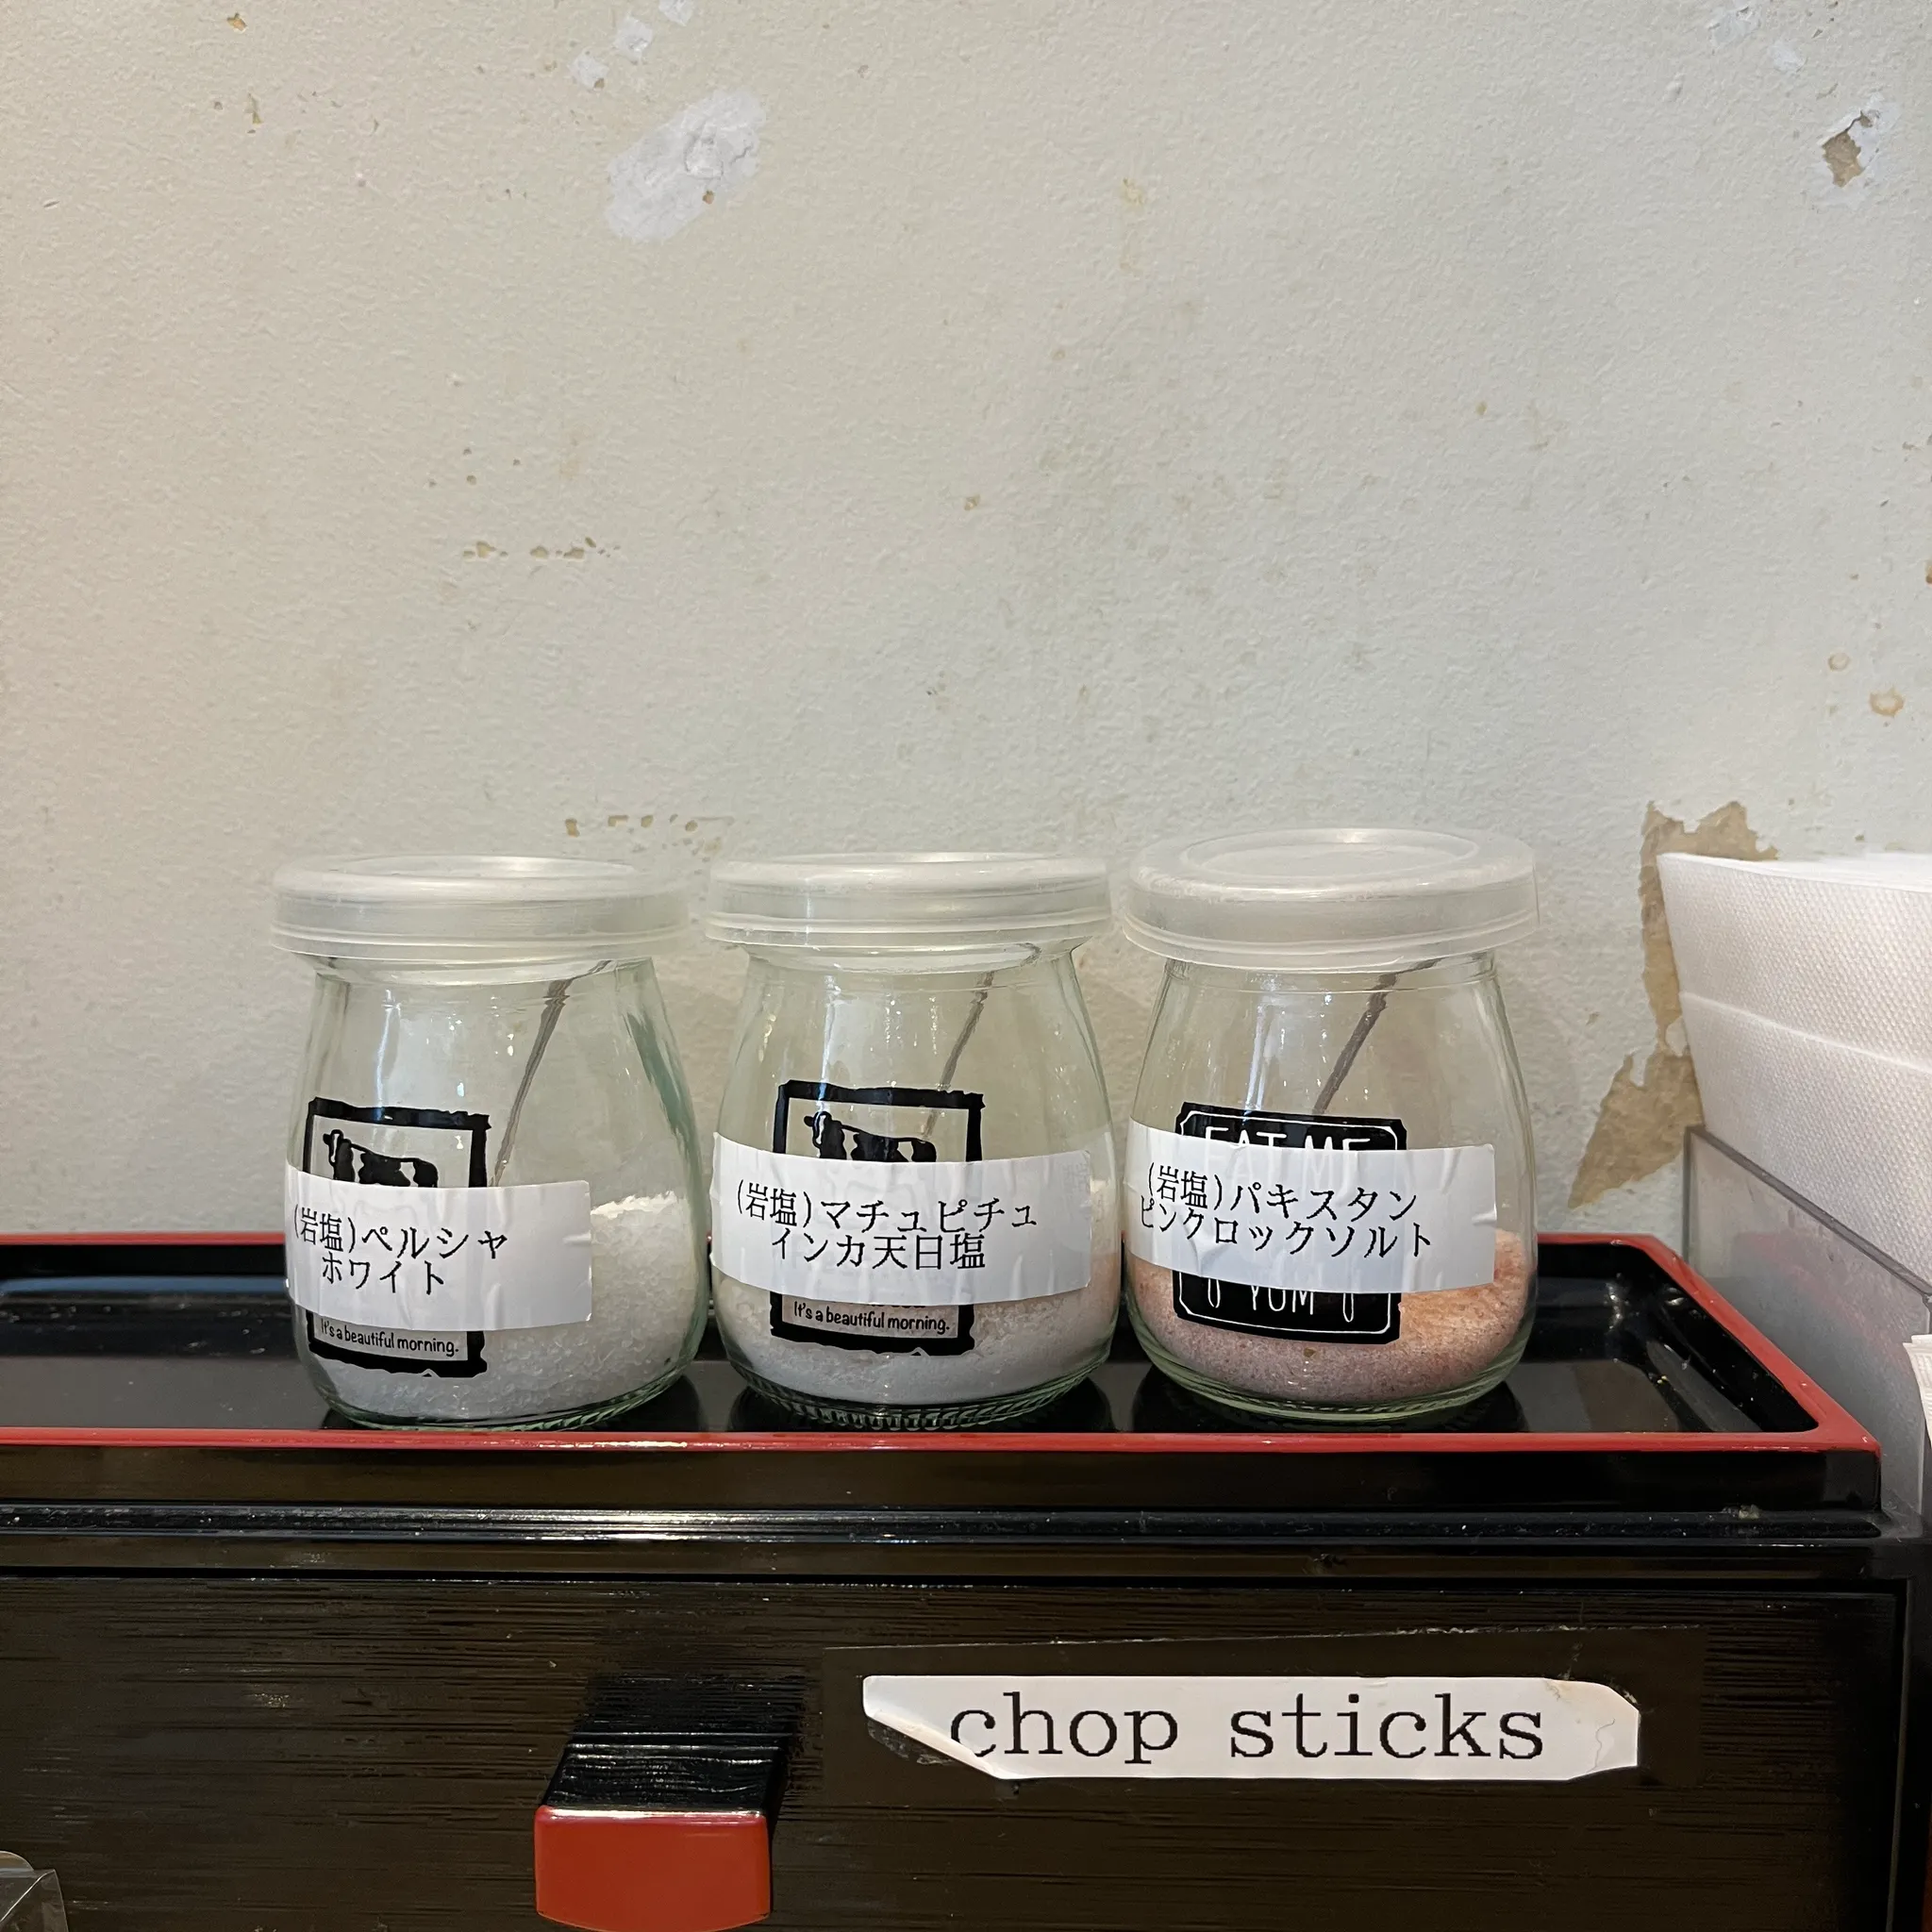 (岩塩)ペルシャ
ホワイト
It's a beautiful morning.
(岩塩)マチュピチュ
インカ天日塩
It's a beautiful morning.
EAT ME
(岩塩)パキスタン
ピンクロックソルト
YUM
chop sticks